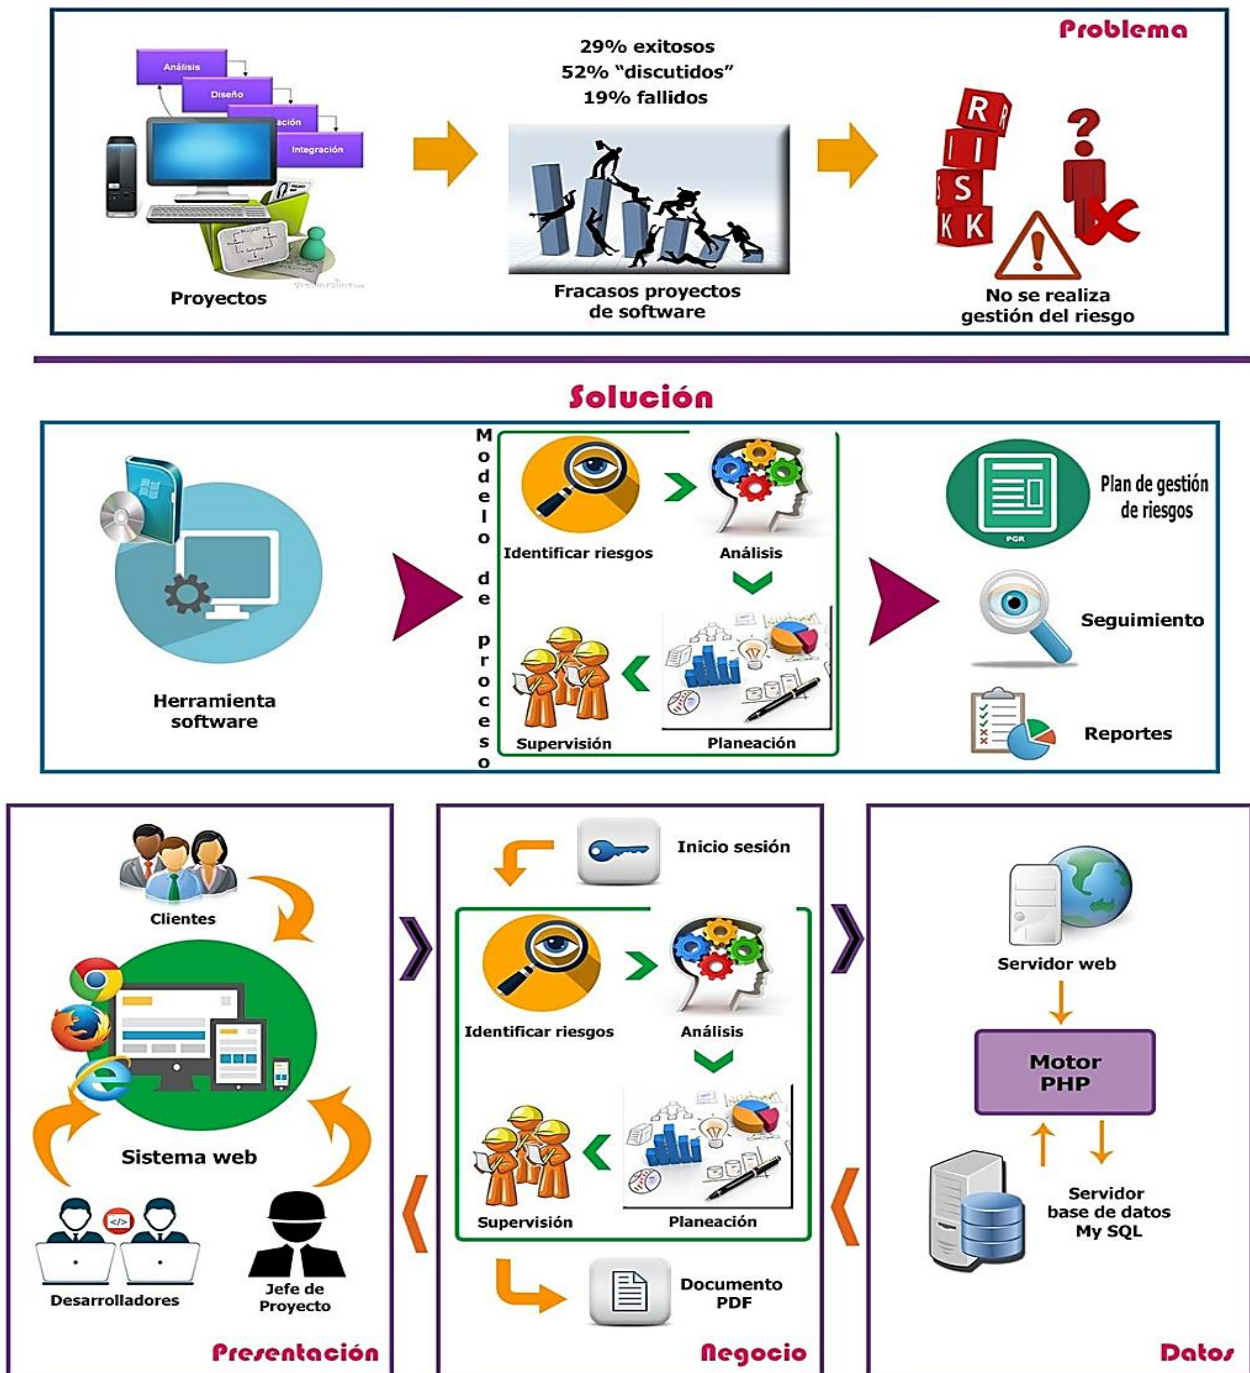 Problema
Análisis
Diseño
ación
Integración
Proyectos
29% exitosos
52% “discutidos”
19% fallidos
Fracasos proyectos
de software
R R
I I
S S
K K
?
!
No se realiza
gestión del riesgo
Solución
Herramienta
software
Modelo de proceso
Identificar riesgos
Análisis
Supervisión
Planeación
PGR
Plan de gestión
de riesgos
Seguimiento
Reportes
Clientes
Sistema web
</>
Desarrolladores
Jefe de
Proyecto
Presentación
Inicio sesión
Identificar riesgos
Análisis
Supervisión
Planeación
Documento
PDF
Negocio
Servidor web
Motor
PHP
Servidor
base de datos
My SQL
Datos